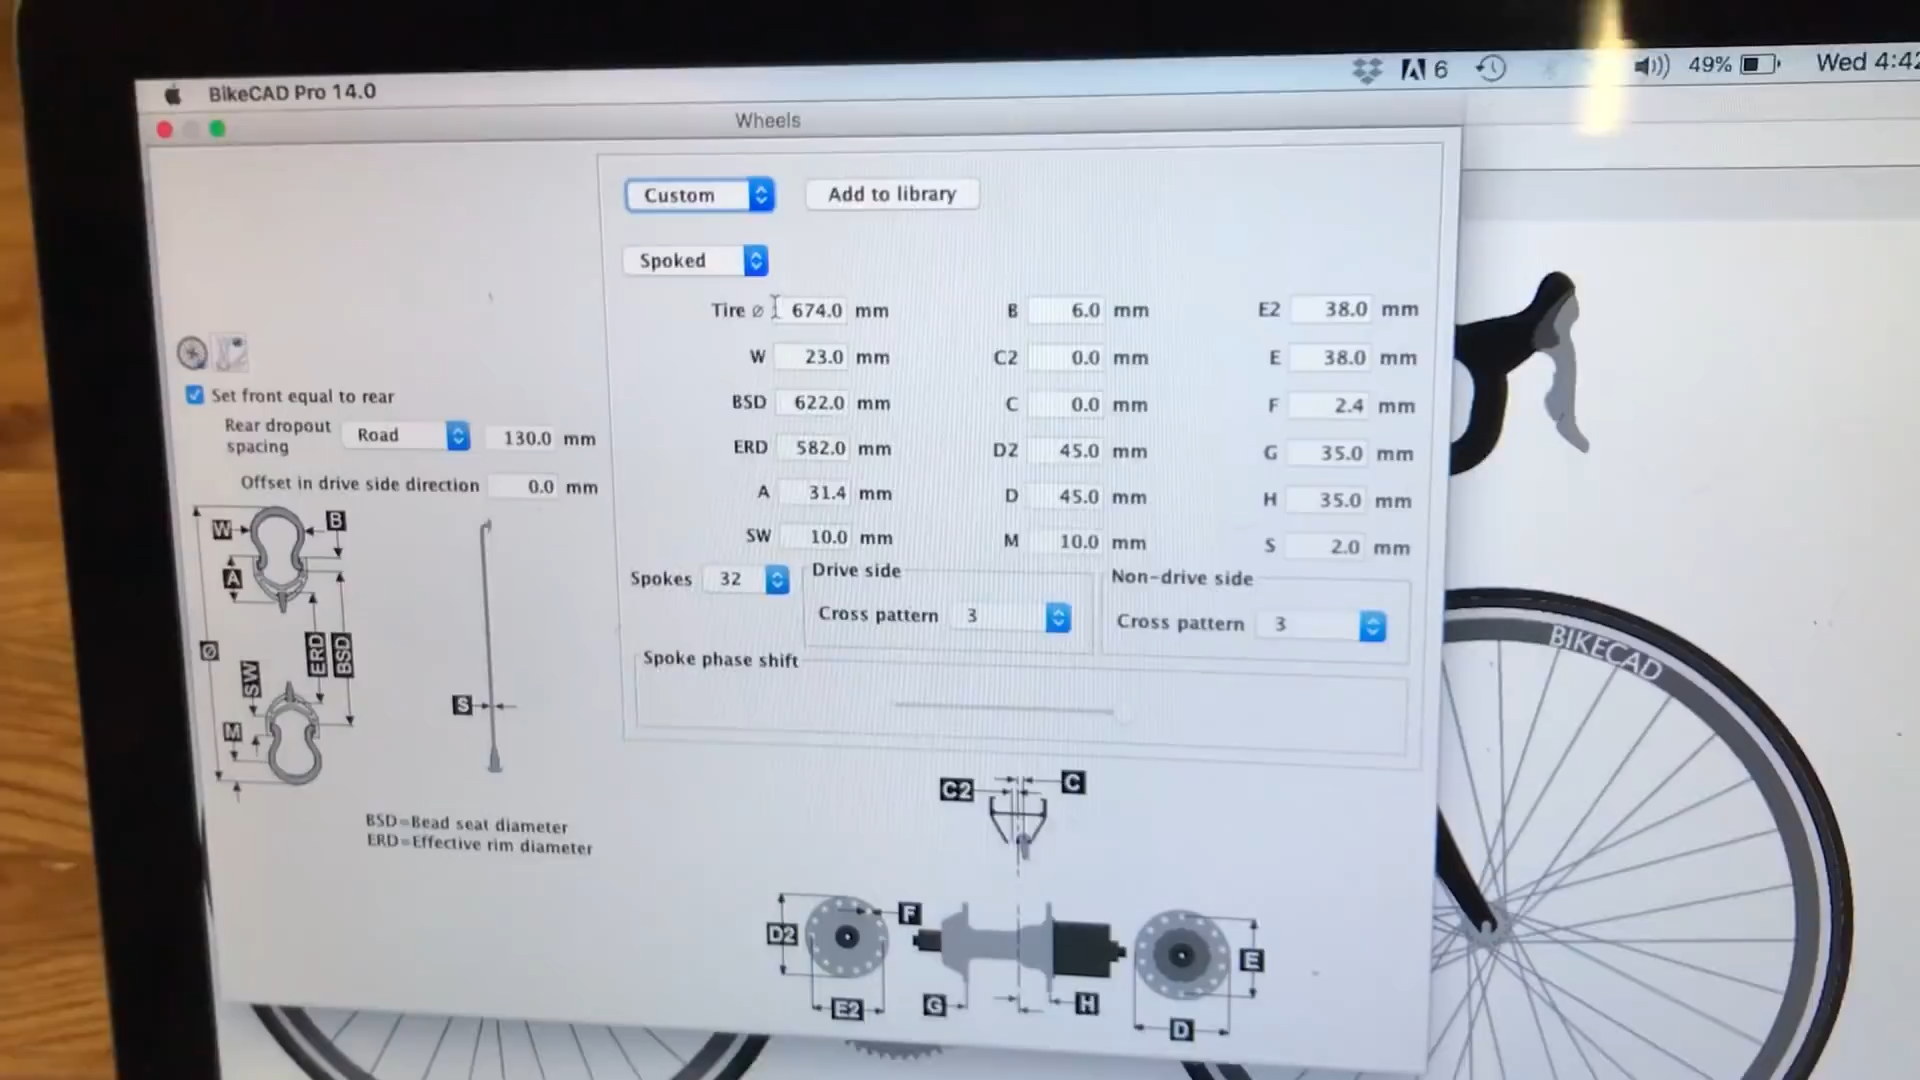 BikeCAD Pro 14.0
6
49%
Wed 4:42
Wheels
Custom
Add to library
Spoked
Tire ⌀ 674.0 mm
B 6.0 mm
E2 38.0 mm
W 23.0 mm
C2 0.0 mm
E 38.0 mm
BSD 622.0 mm
C 0.0 mm
F 2.4 mm
ERD 582.0 mm
D2 45.0 mm
G 35.0 mm
A 31.4 mm
D 45.0 mm
H 35.0 mm
SW 10.0 mm
M 10.0 mm
S 2.0 mm
Set front equal to rear
Rear dropout
spacing
Road
130.0 mm
Offset in drive side direction 0.0 mm
Spokes 32
Drive side
Cross pattern 3
Non-drive side
Cross pattern 3
Spoke phase shift
W
B
A
⌀
ERD
BSD
SW
M
S
BSD=Bead seat diameter
ERD=Effective rim diameter
C2
C
D2
F
E2
G
H
E
D
BIKECAD